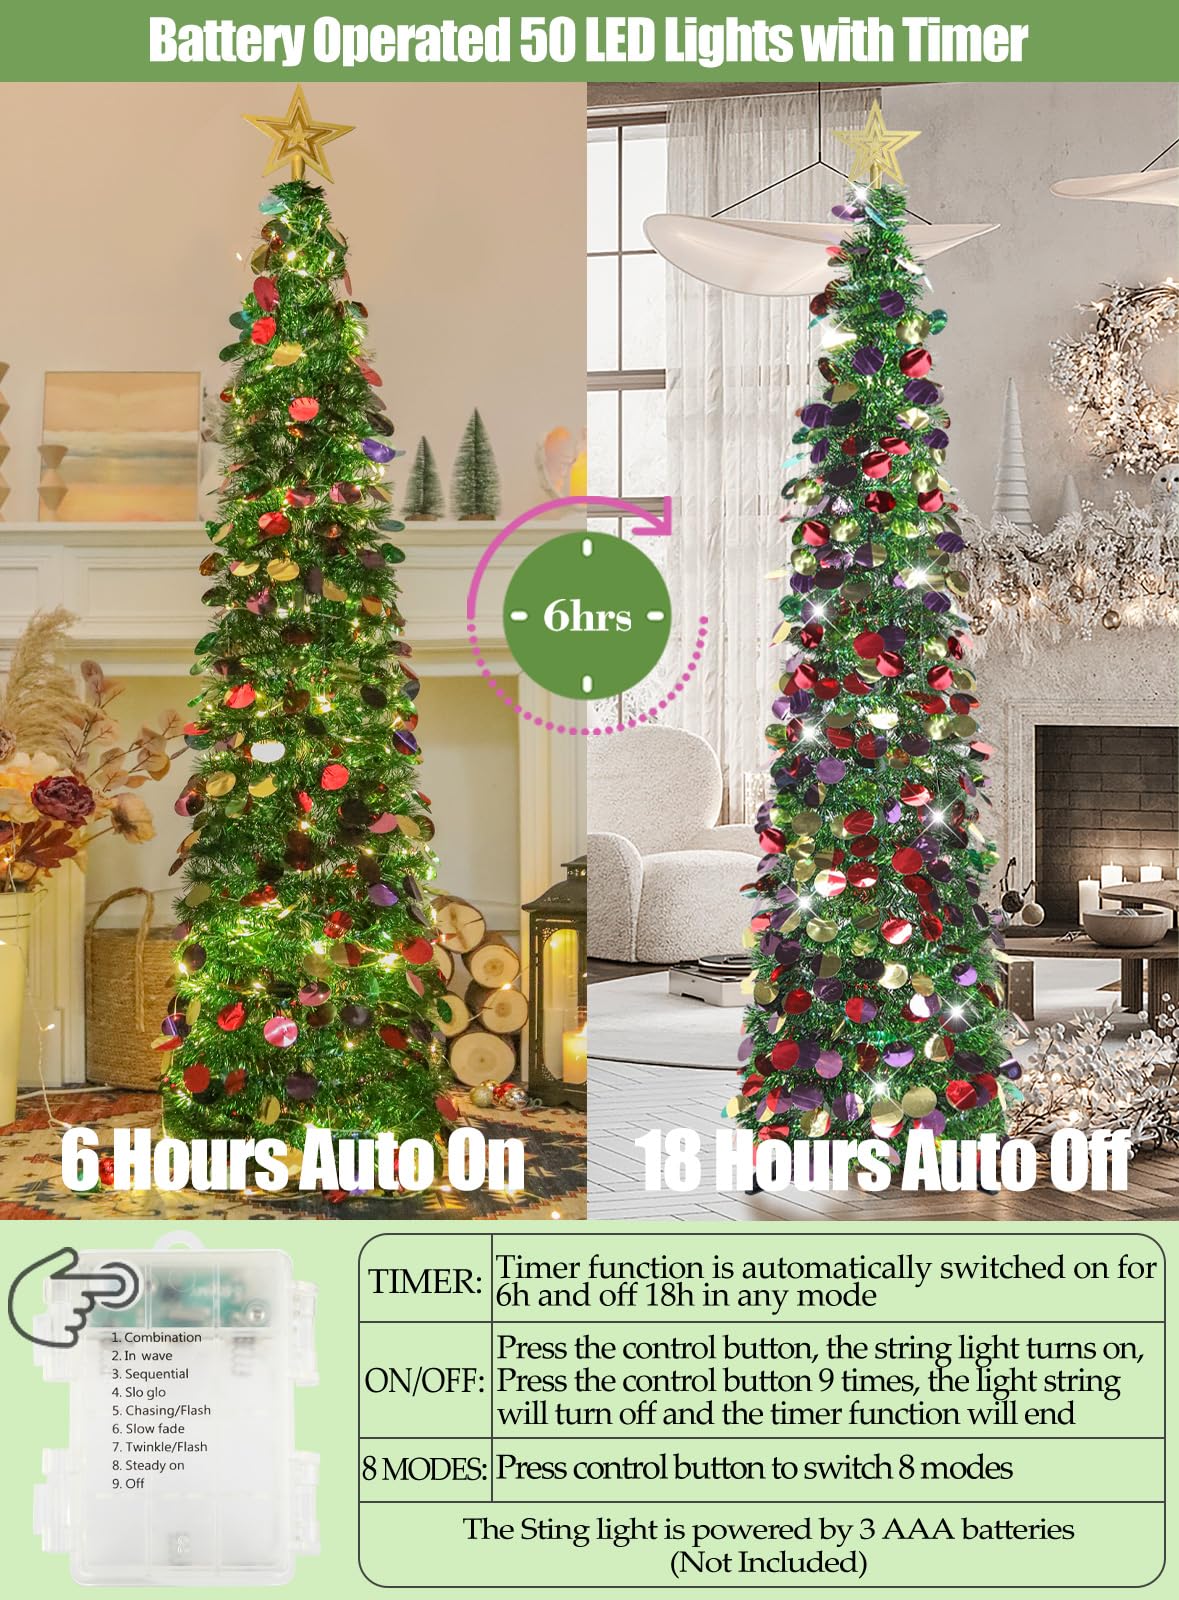 Battery Operated 50 LED Lights with Timer
6hrs
6 Hours Auto On
18 Hours Auto Off
1. Combination
2. In wave
3. Sequential
4. Slo glo
5. Chasing/Flash
6. Slow fade
7. Twinkle/Flash
8. Steady on
9. Off
TIMER:
Timer function is automatically switched on for
6h and off 18h in any mode
ON/OFF:
Press the control button, the string light turns on,
Press the control button 9 times, the light string
will turn off and the timer function will end
8 MODES:
Press control button to switch 8 modes
The Sting light is powered by 3 AAA batteries
(Not Included)